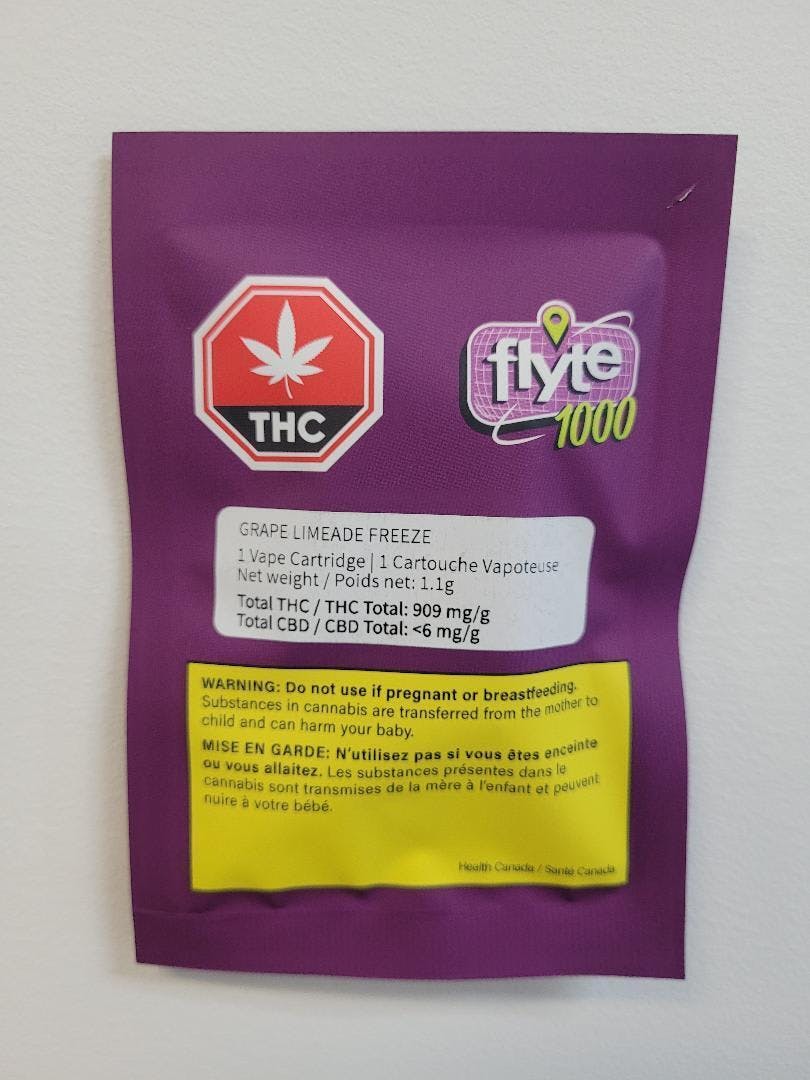 THC
flyte
1000
GRAPE LIMEADE FREEZE
1 Vape Cartridge | 1 Cartouche Vapoteuse
Net weight / Poids net: 1.1g
Total THC / THC Total: 909 mg/g
Total CBD / CBD Total: <6 mg/g
WARNING: Do not use if pregnant or breastfeeding.
Substances in cannabis are transferred from the mother to
child and can harm your baby.
MISE EN GARDE: N'utilisez pas si vous êtes enceinte
ou vous allaitez. Les substances présentes dans le
cannabis sont transmises de la mère à l'enfant et peuvent
nuire à votre bébé.
Health Canada / Santé Canada